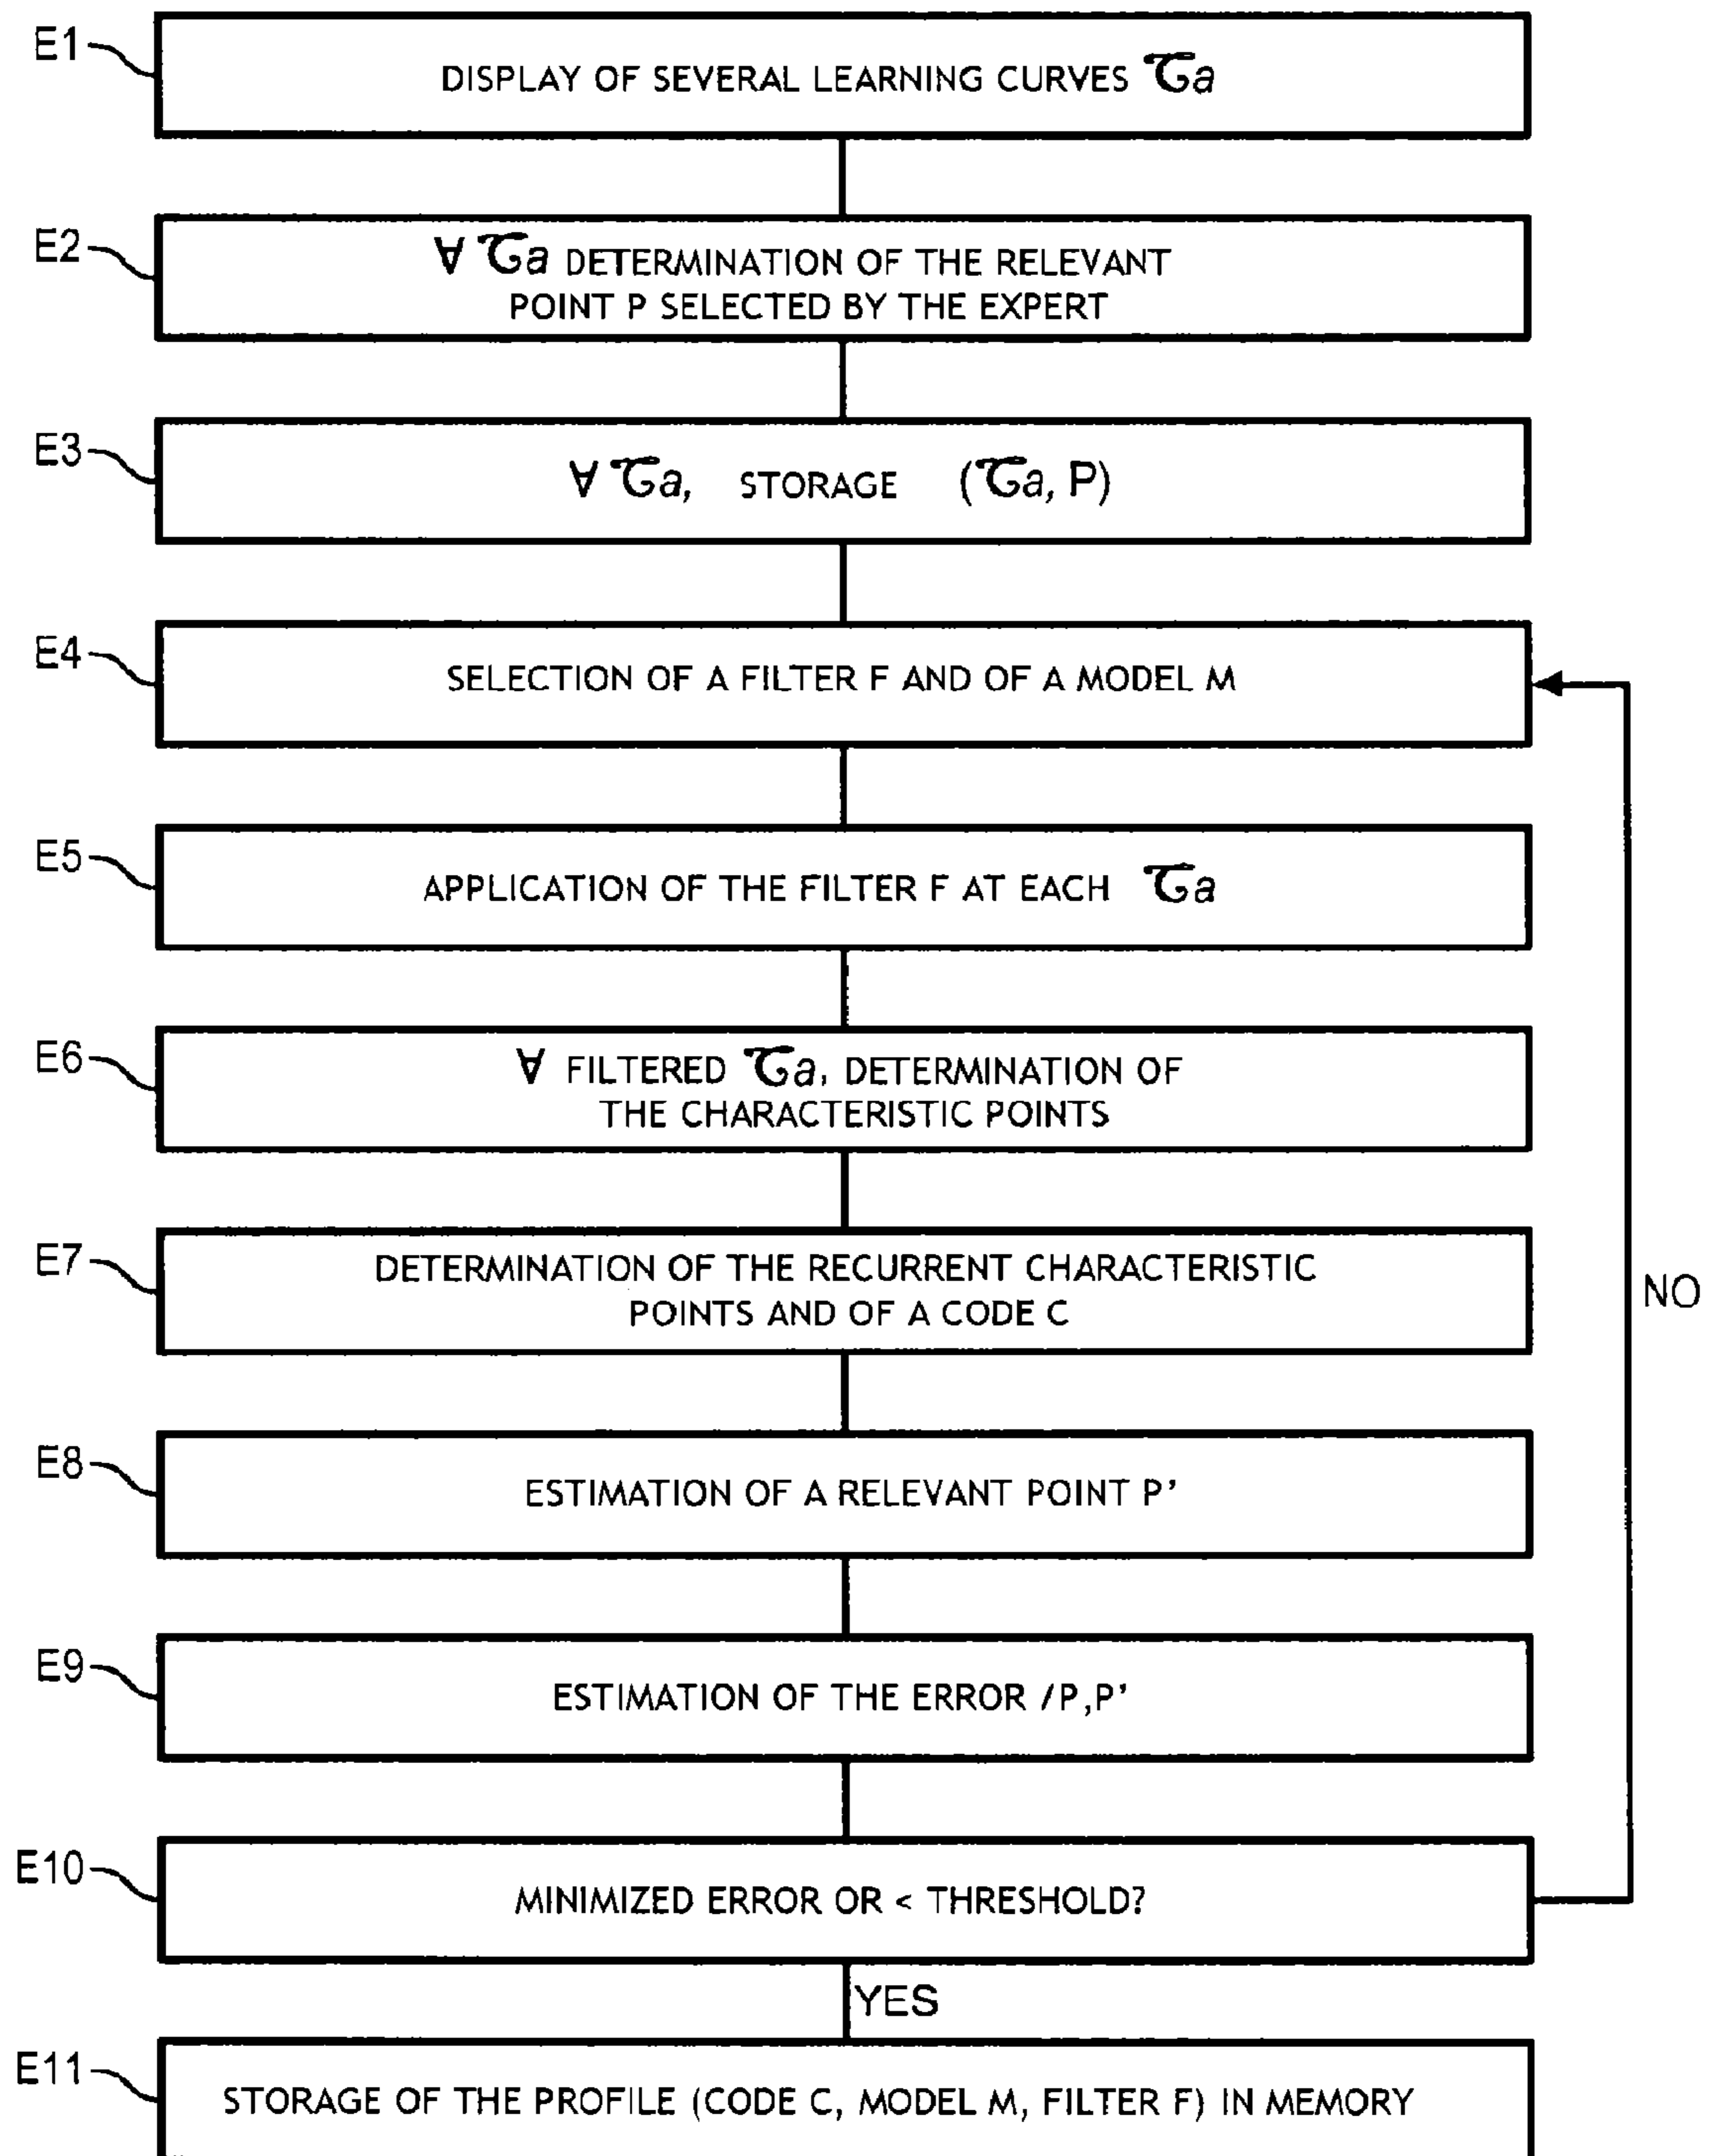 E1
DISPLAY OF SEVERAL LEARNING CURVES 𝒞a
E2
∀ 𝒞a DETERMINATION OF THE RELEVANT
POINT P SELECTED BY THE EXPERT
E3
∀ 𝒞a, STORAGE (𝒞a, P)
E4
SELECTION OF A FILTER F AND OF A MODEL M
E5
APPLICATION OF THE FILTER F AT EACH 𝒞a
E6
∀ FILTERED 𝒞a, DETERMINATION OF
THE CHARACTERISTIC POINTS
E7
DETERMINATION OF THE RECURRENT CHARACTERISTIC
POINTS AND OF A CODE C
NO
E8
ESTIMATION OF A RELEVANT POINT P'
E9
ESTIMATION OF THE ERROR /P,P'
E10
MINIMIZED ERROR OR < THRESHOLD?
YES
E11
STORAGE OF THE PROFILE (CODE C, MODEL M, FILTER F) IN MEMORY